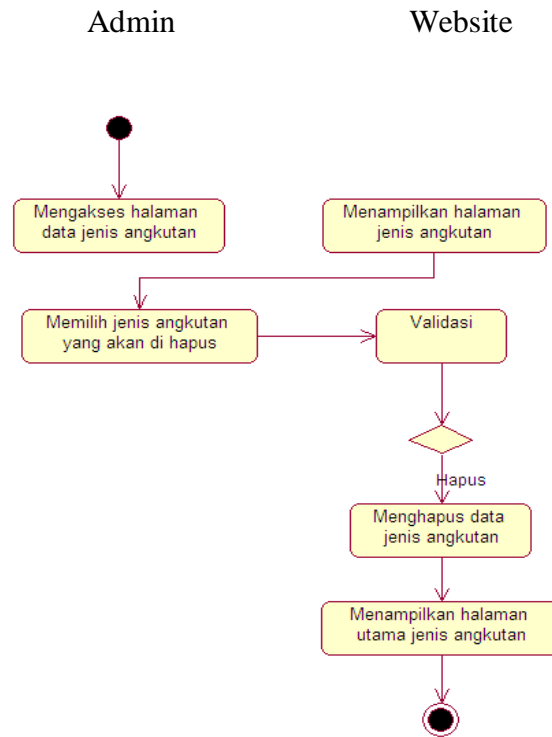 Admin
Website
Mengakses halaman
data jenis angkutan
Menampilkan halaman
jenis angkutan
Memilih jenis angkutan
yang akan di hapus
Validasi
Hapus
Menghapus data
jenis angkutan
Menampilkan halaman
utama jenis angkutan